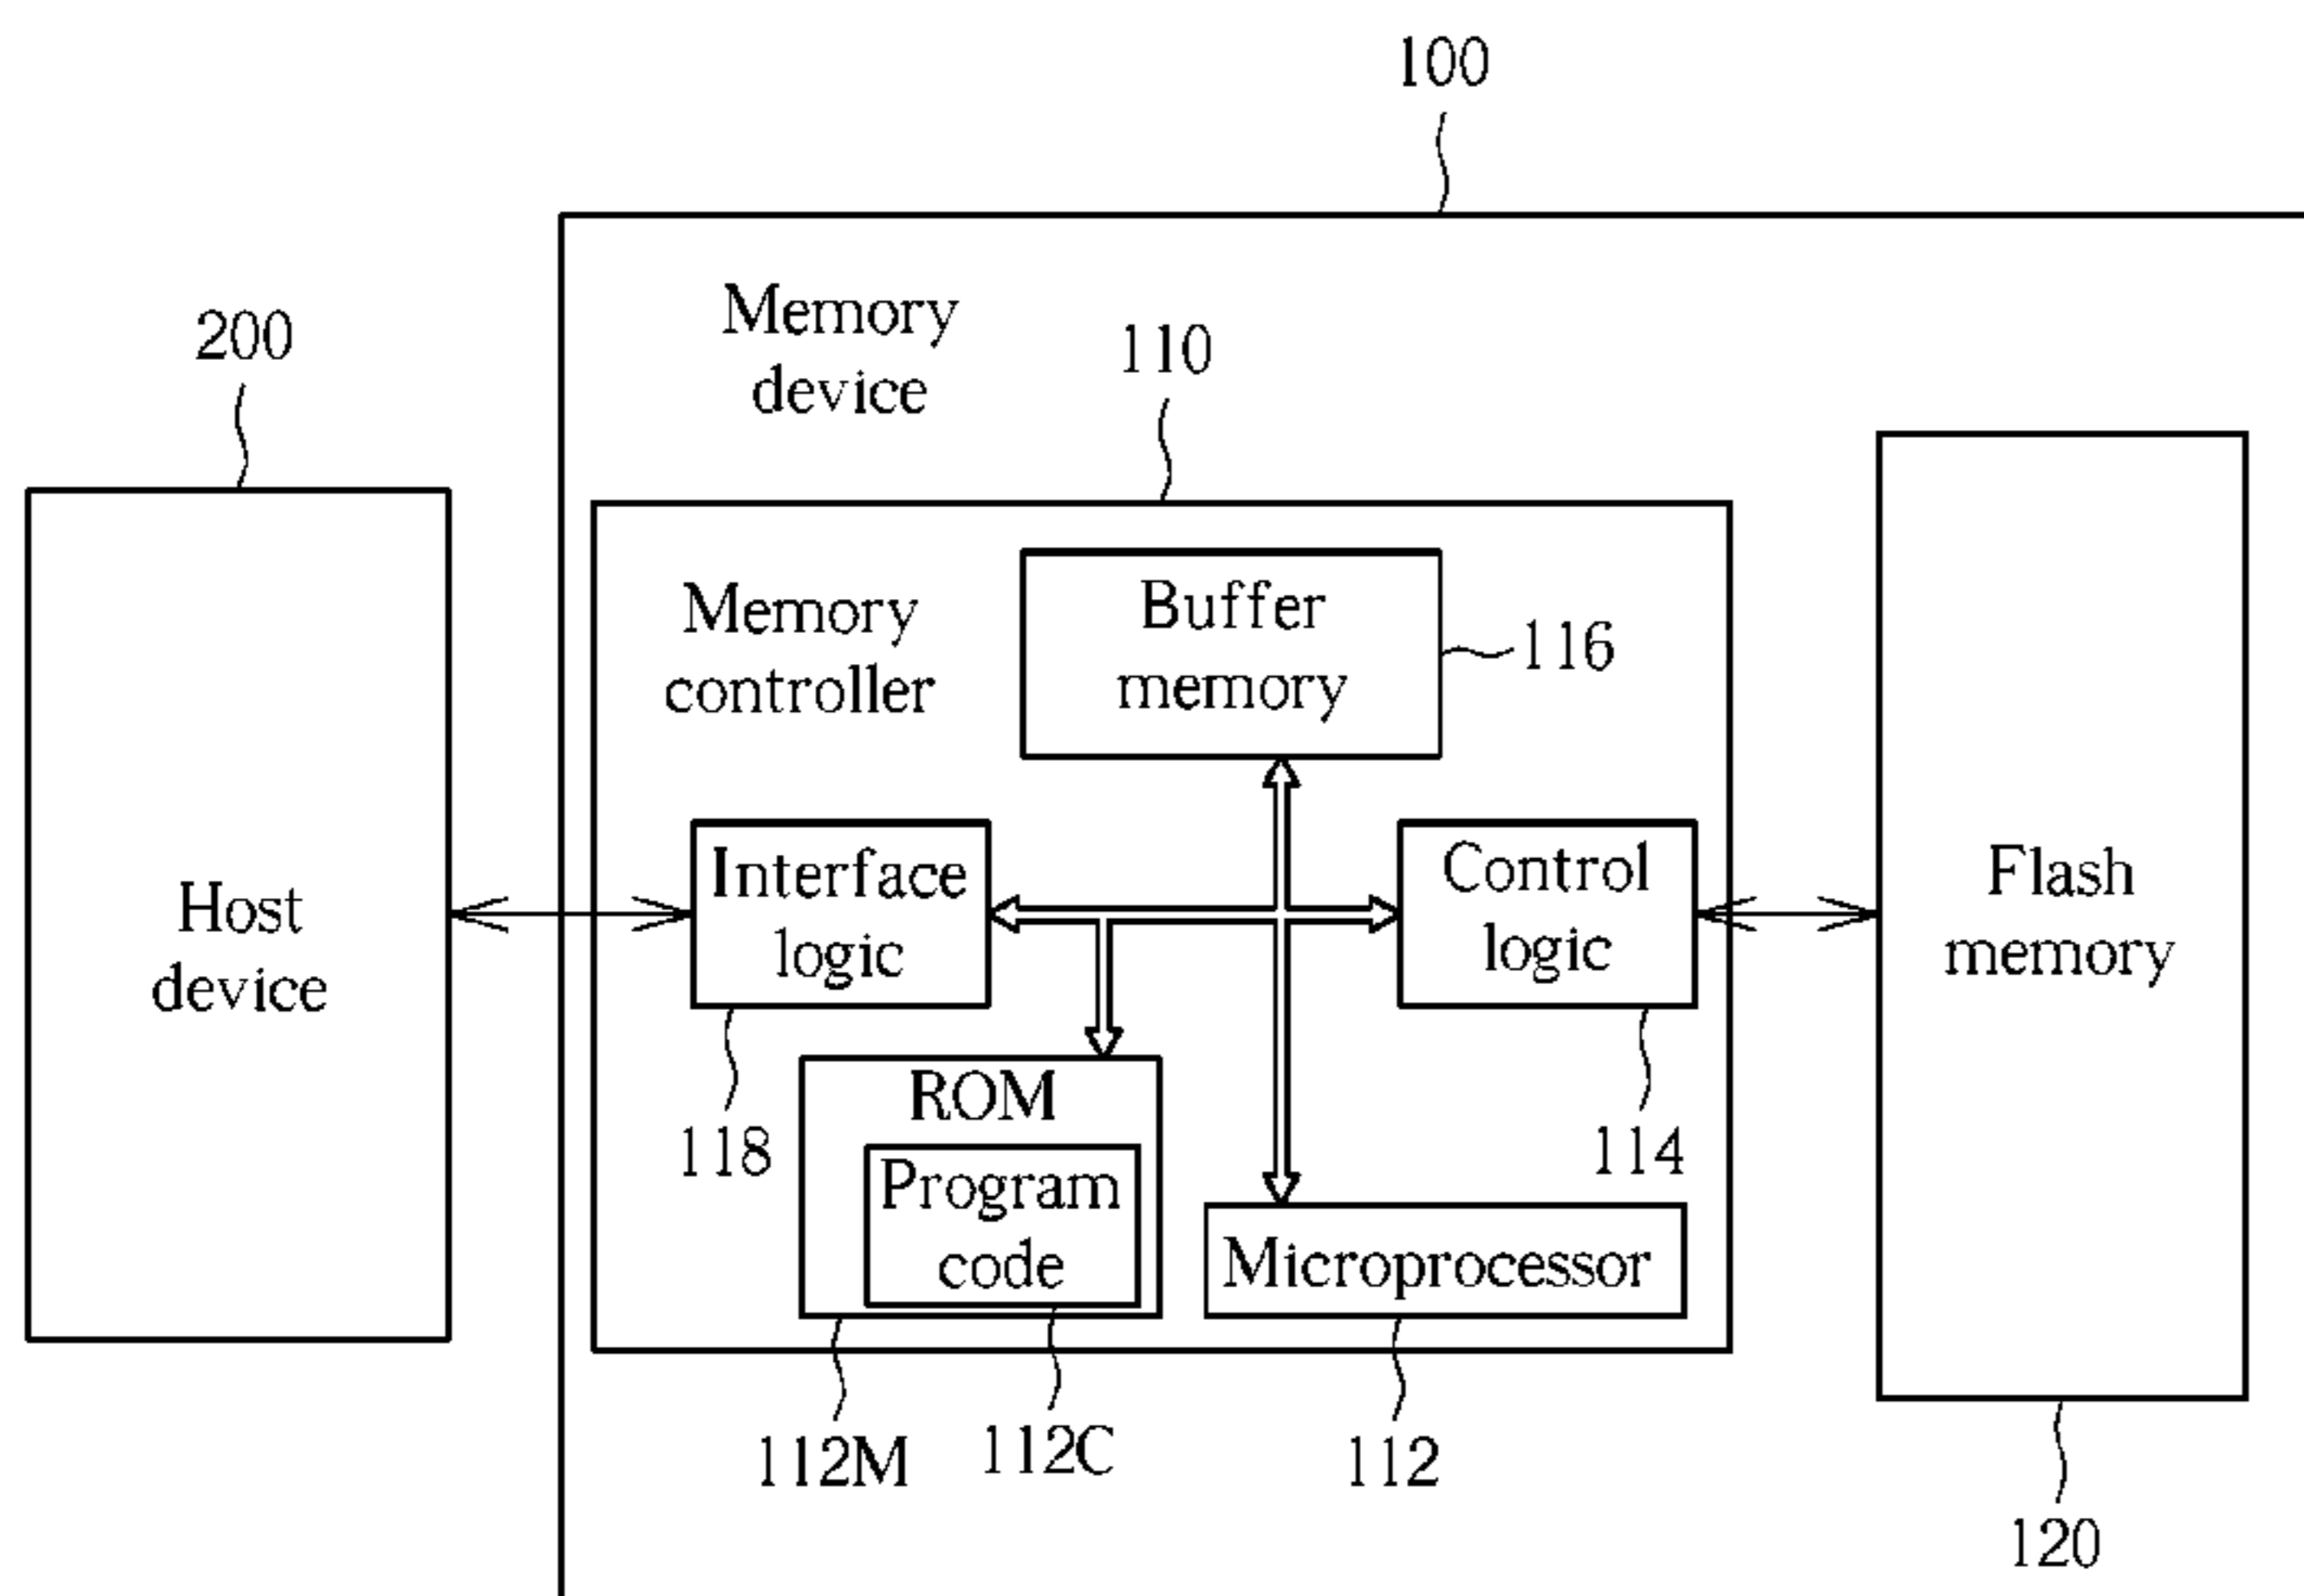 100
Memory
device
200
110
Memory
controller
Buffer
memory
116
Host
device
Interface
logic
Control
logic
Flash
memory
118
ROM
Program
code
114
Microprocessor
112M
112C
112
120